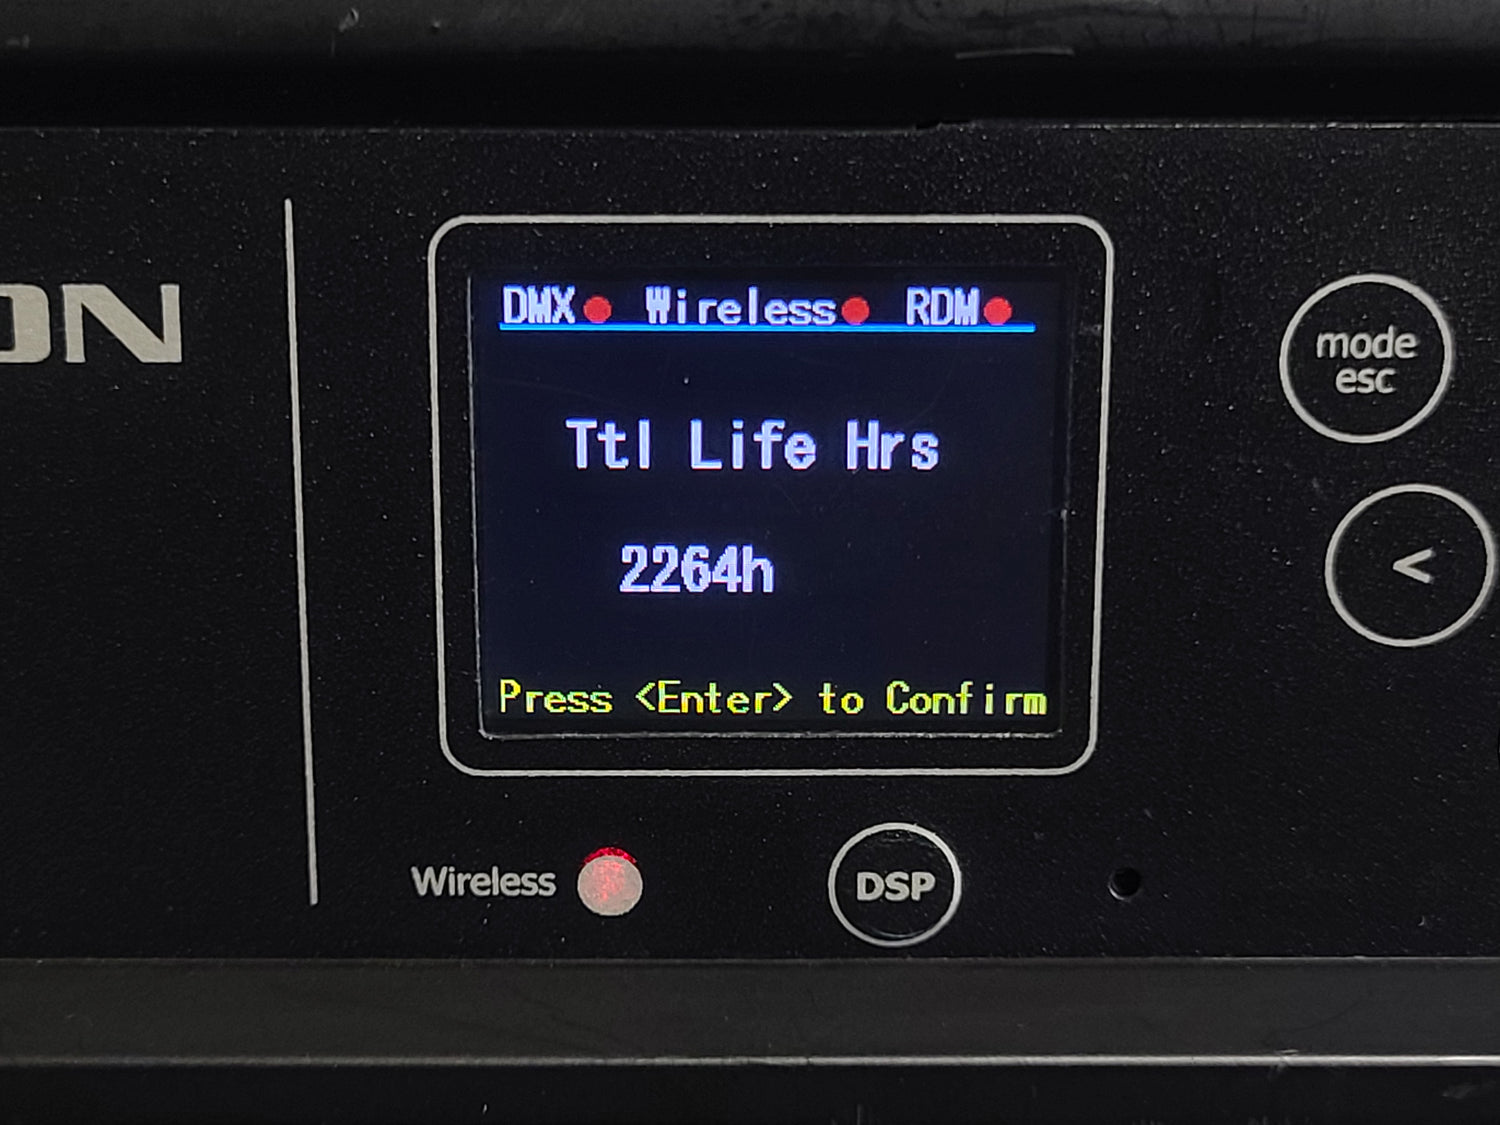 DMX Wireless RDM
ON
Ttl Life Hrs
2264h
Press <Enter> to Confirm
mode
esc
<
Wireless
DSP